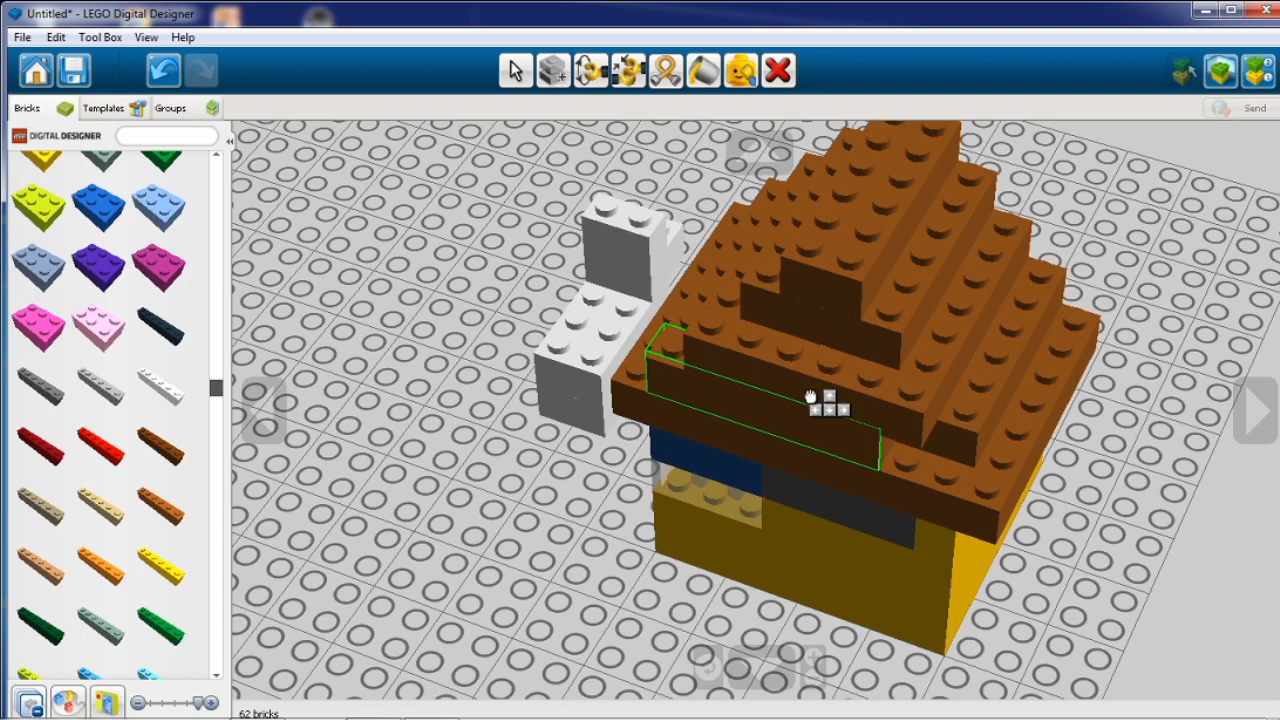 Untitled* - LEGO Digital Designer
File Edit Tool Box View Help
Bricks Templates Groups Send
DIGITAL DESIGNER
62 bricks